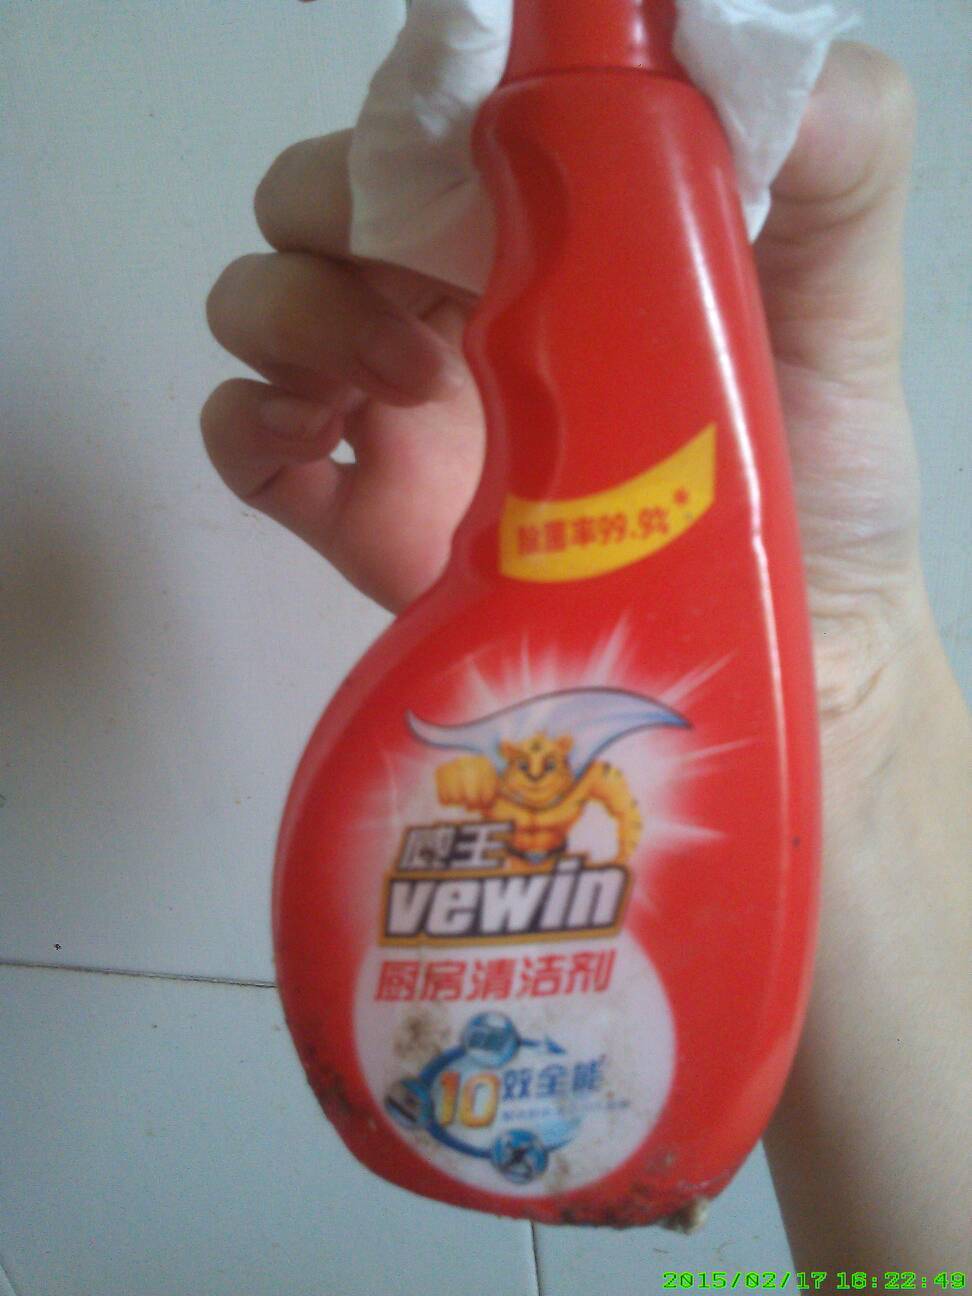 除菌率99.9%*
威王
vewin
厨房清洁剂
10效全能
2015/02/17 16:22:49